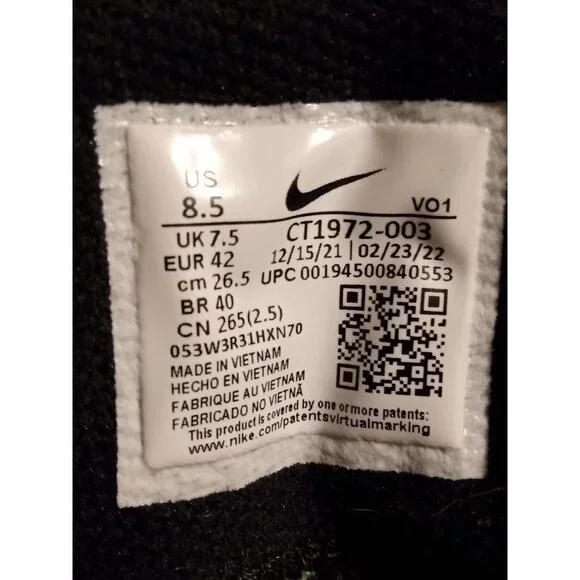 US
8.5
VO1
UK 7.5
CT1972-003
EUR 42
12/15/21 | 02/23/22
cm 26.5
UPC 00194500840553
BR 40
CN 265(2.5)
053W3R31HXN70
MADE IN VIETNAM
HECHO EN VIETNAM
FABRIQUE AU VIETNAM
FABRICADO NO VIETNÃ
This product is covered by one or more patents:
www.nike.com/patentsvirtualmarking